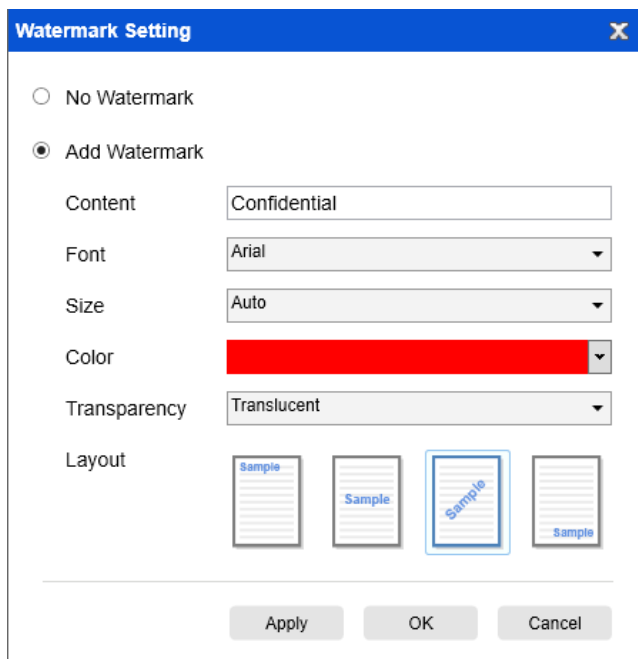 Watermark Setting
No Watermark
Add Watermark
Content Confidential
Font Arial
Size Auto
Color
Transparency Translucent
Layout Sample Sample Sample Sample
Apply OK Cancel